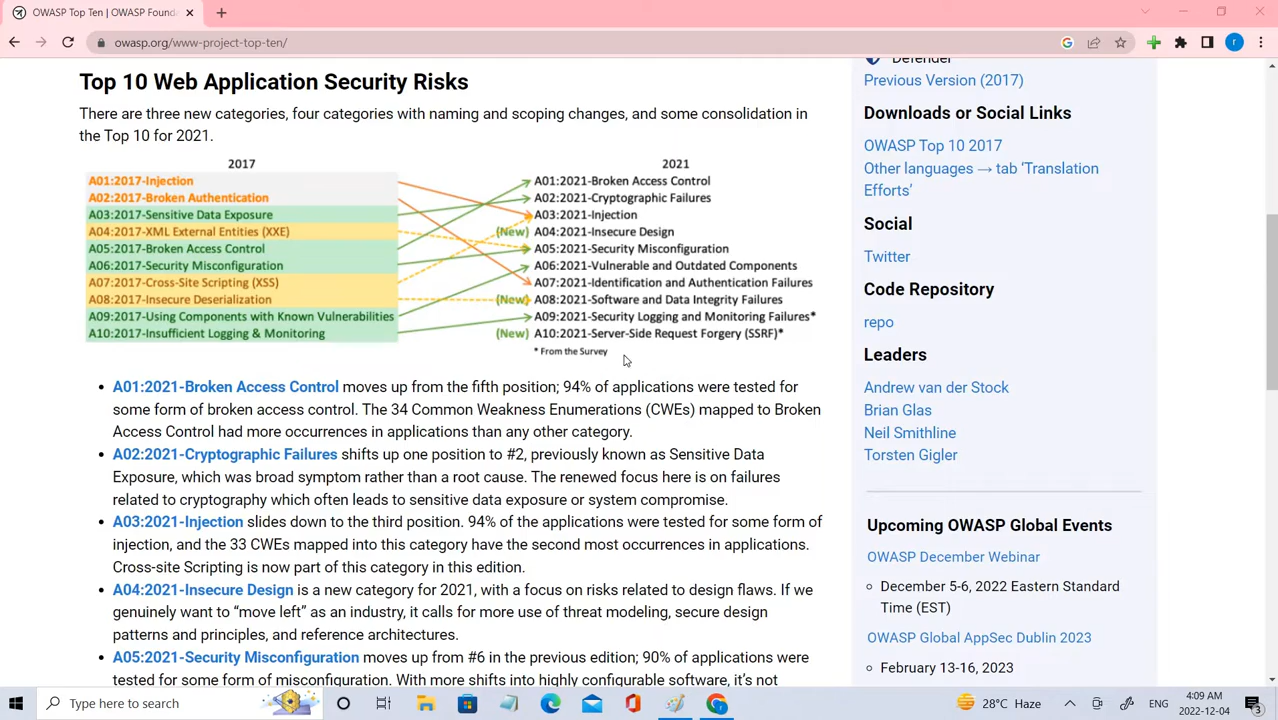 OWASP Top Ten | OWASP Founda
owasp.org/www-project-top-ten/
Top 10 Web Application Security Risks
There are three new categories, four categories with naming and scoping changes, and some consolidation in
the Top 10 for 2021.
2017
2021
A01:2017-Injection
A02:2017-Broken Authentication
A03:2017-Sensitive Data Exposure
A04:2017-XML External Entities (XXE)
A05:2017-Broken Access Control
A06:2017-Security Misconfiguration
A07:2017-Cross-Site Scripting (XSS)
A08:2017-Insecure Deserialization
A09:2017-Using Components with Known Vulnerabilities
A10:2017-Insufficient Logging & Monitoring
A01:2021-Broken Access Control
A02:2021-Cryptographic Failures
A03:2021-Injection
(New) A04:2021-Insecure Design
A05:2021-Security Misconfiguration
A06:2021-Vulnerable and Outdated Components
A07:2021-Identification and Authentication Failures
(New) A08:2021-Software and Data Integrity Failures
A09:2021-Security Logging and Monitoring Failures*
(New) A10:2021-Server-Side Request Forgery (SSRF)*
* From the Survey
• A01:2021-Broken Access Control moves up from the fifth position; 94% of applications were tested for
some form of broken access control. The 34 Common Weakness Enumerations (CWEs) mapped to Broken
Access Control had more occurrences in applications than any other category.
• A02:2021-Cryptographic Failures shifts up one position to #2, previously known as Sensitive Data
Exposure, which was broad symptom rather than a root cause. The renewed focus here is on failures
related to cryptography which often leads to sensitive data exposure or system compromise.
• A03:2021-Injection slides down to the third position. 94% of the applications were tested for some form of
injection, and the 33 CWEs mapped into this category have the second most occurrences in applications.
Cross-site Scripting is now part of this category in this edition.
• A04:2021-Insecure Design is a new category for 2021, with a focus on risks related to design flaws. If we
genuinely want to “move left” as an industry, it calls for more use of threat modeling, secure design
patterns and principles, and reference architectures.
• A05:2021-Security Misconfiguration moves up from #6 in the previous edition; 90% of applications were
tested for some form of misconfiguration. With more shifts into highly configurable software, it’s not
Defender
Previous Version (2017)
Downloads or Social Links
OWASP Top 10 2017
Other languages → tab ‘Translation
Efforts’
Social
Twitter
Code Repository
repo
Leaders
Andrew van der Stock
Brian Glas
Neil Smithline
Torsten Gigler
Upcoming OWASP Global Events
OWASP December Webinar
December 5-6, 2022 Eastern Standard
Time (EST)
OWASP Global AppSec Dublin 2023
February 13-16, 2023
Type here to search
28°C Haze
ENG
4:09 AM
2022-12-04
3